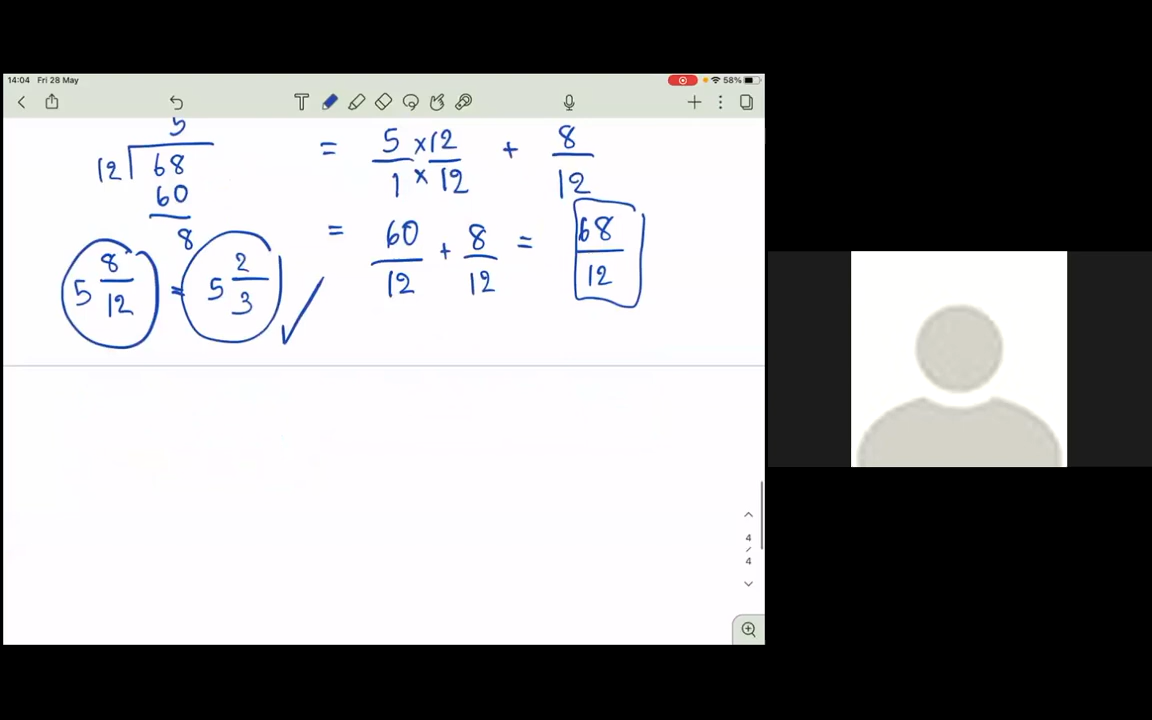 14:04 Fri 28 May
58%
T
5
12 68
60
8
5 8/12 = 5 2/3 ✓
= 5/1 × 12/12 + 8/12
= 60/12 + 8/12 = 68/12
4
/
4